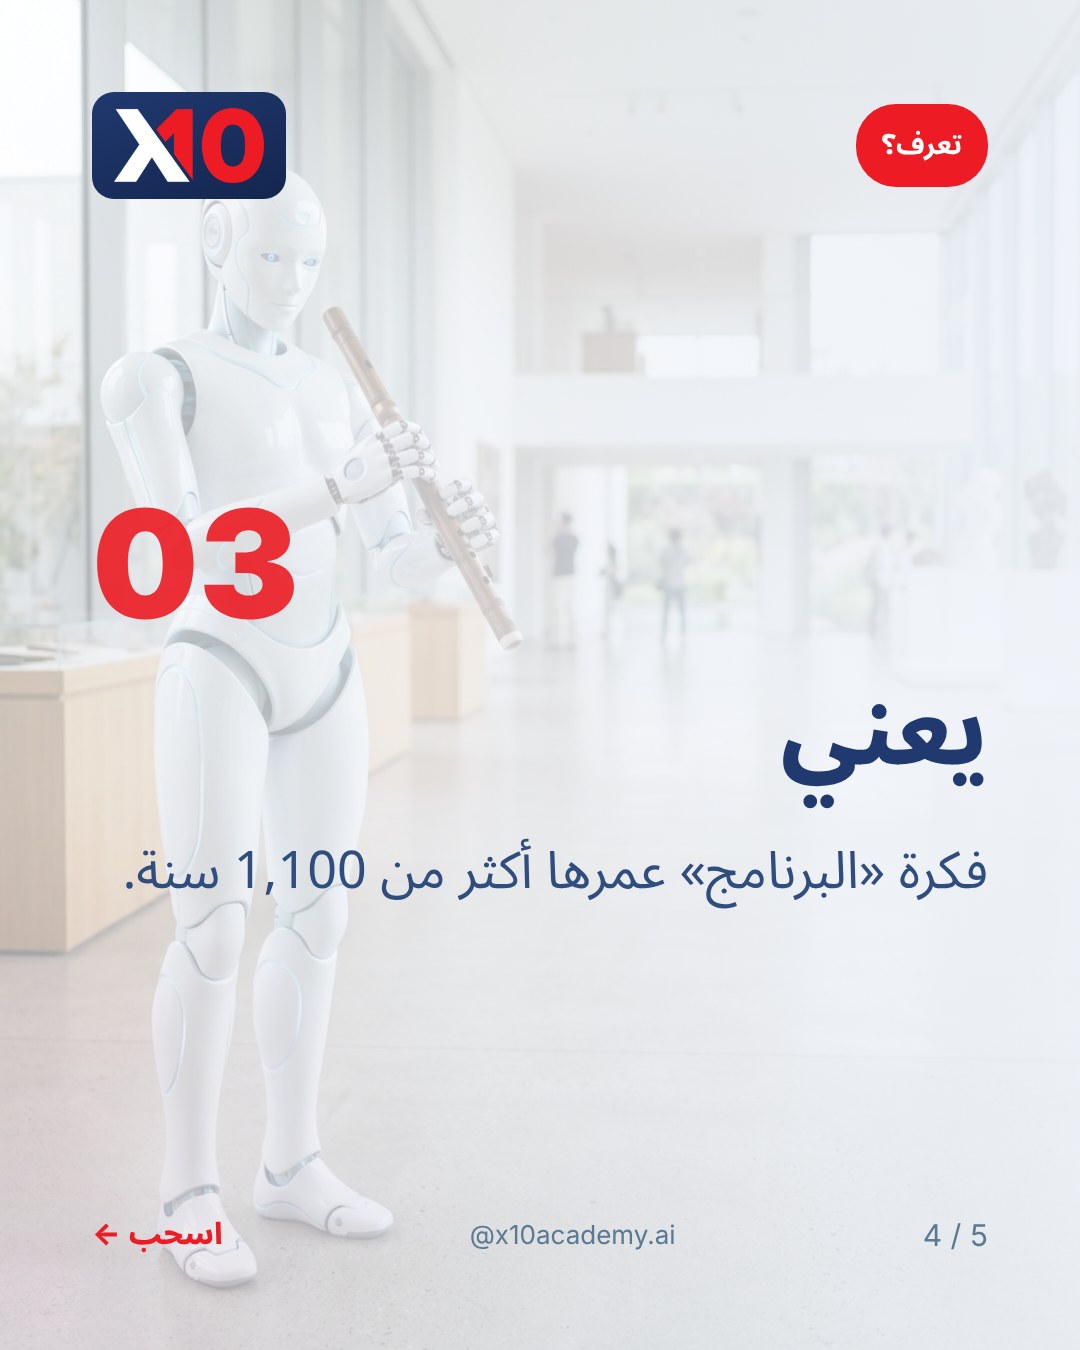 X10
تعرف؟
03
يعني
فكرة «البرنامج» عمرها أكثر من 1,100 سنة.
اسحب ←
@x10academy.ai
4 / 5